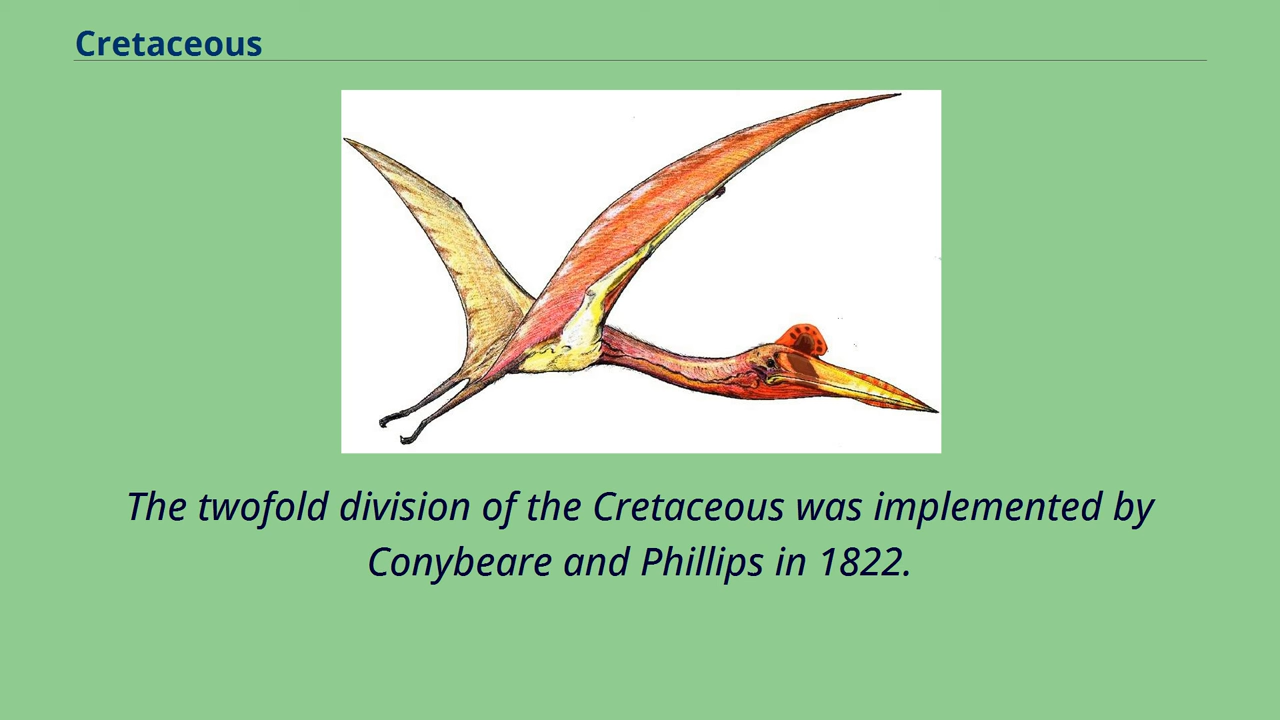 Cretaceous
The twofold division of the Cretaceous was implemented by
Conybeare and Phillips in 1822.